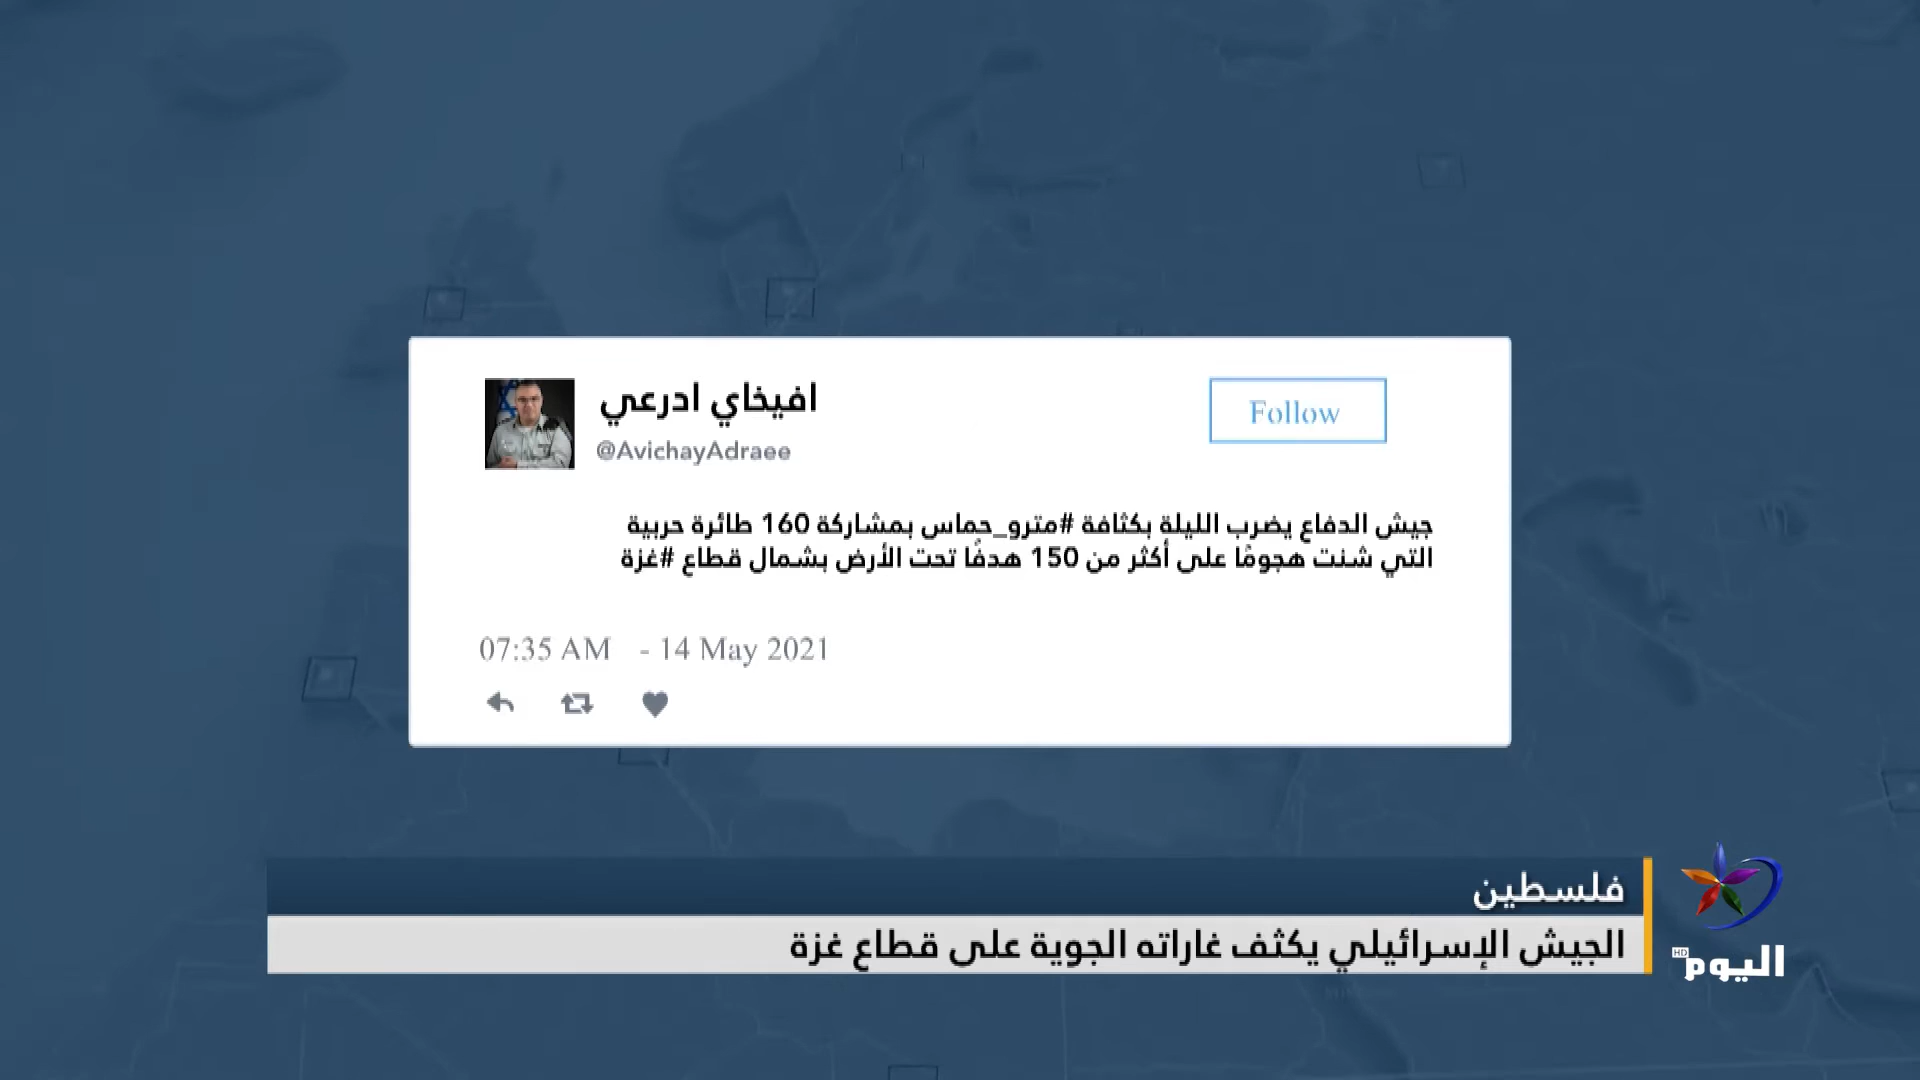 افيخاي ادرعي
@AvichayAdraee
Follow
جيش الدفاع يضرب الليلة بكثافة #مترو_حماس بمشاركة 160 طائرة حربية
التي شنت هجومًا على أكثر من 150 هدفًا تحت الأرض بشمال قطاع #غزة
07:35 AM - 14 May 2021
فلسطين
الجيش الإسرائيلي يكثف غاراته الجوية على قطاع غزة
اليوم HD